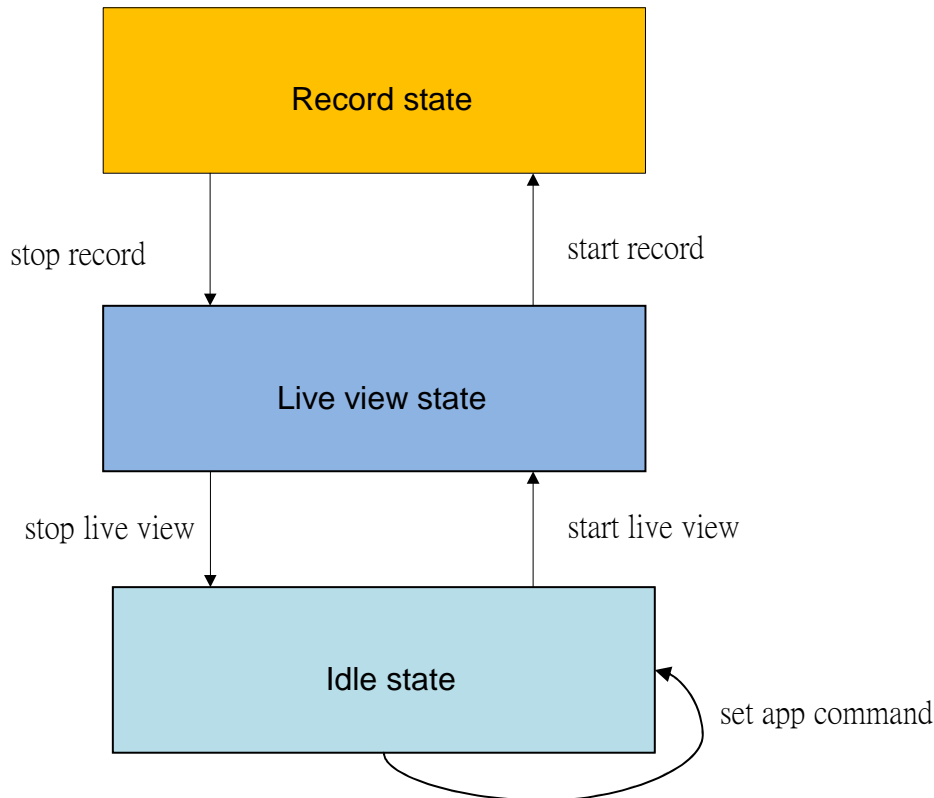 Record state
stop record
start record
Live view state
stop live view
start live view
Idle state
set app command